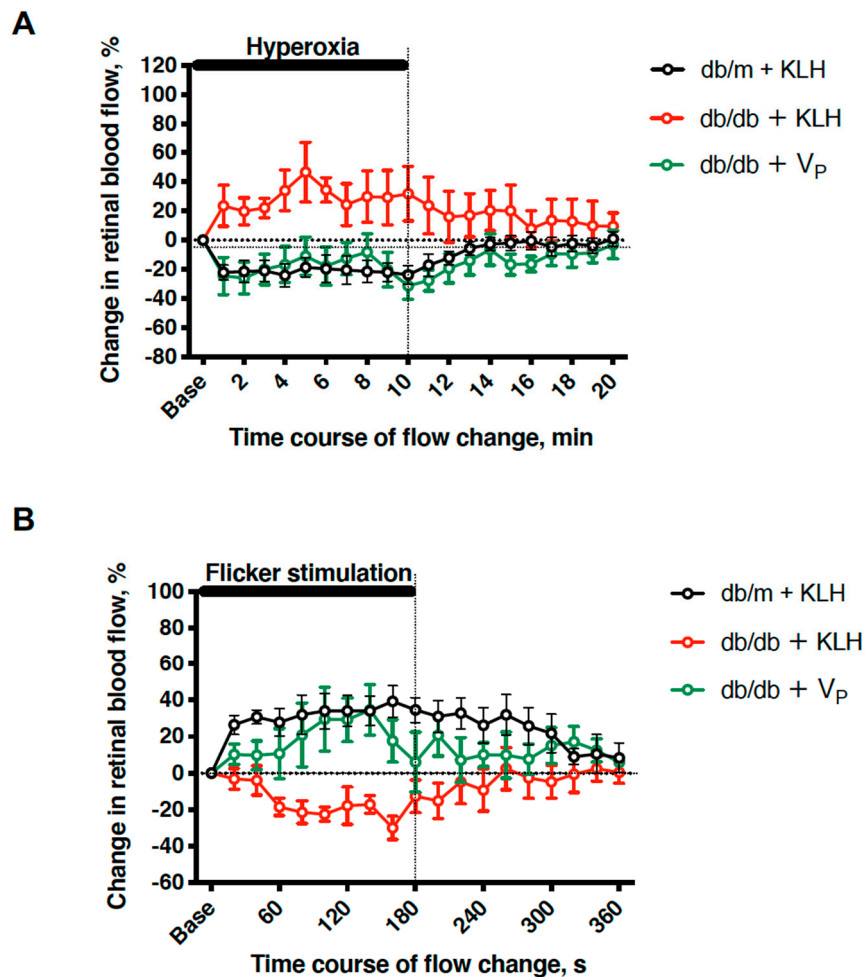 A
Hyperoxia
Change in retinal blood flow, %
120
100
80
60
40
20
0
-20
-40
-60
-80
Base 2 4 6 8 10 12 14 16 18 20
Time course of flow change, min
db/m + KLH
db/db + KLH
db/db + VP
B
Flicker stimulation
Change in retinal blood flow, %
100
80
60
40
20
0
-20
-40
-60
Base 60 120 180 240 300 360
Time course of flow change, s
db/m + KLH
db/db + KLH
db/db + VP